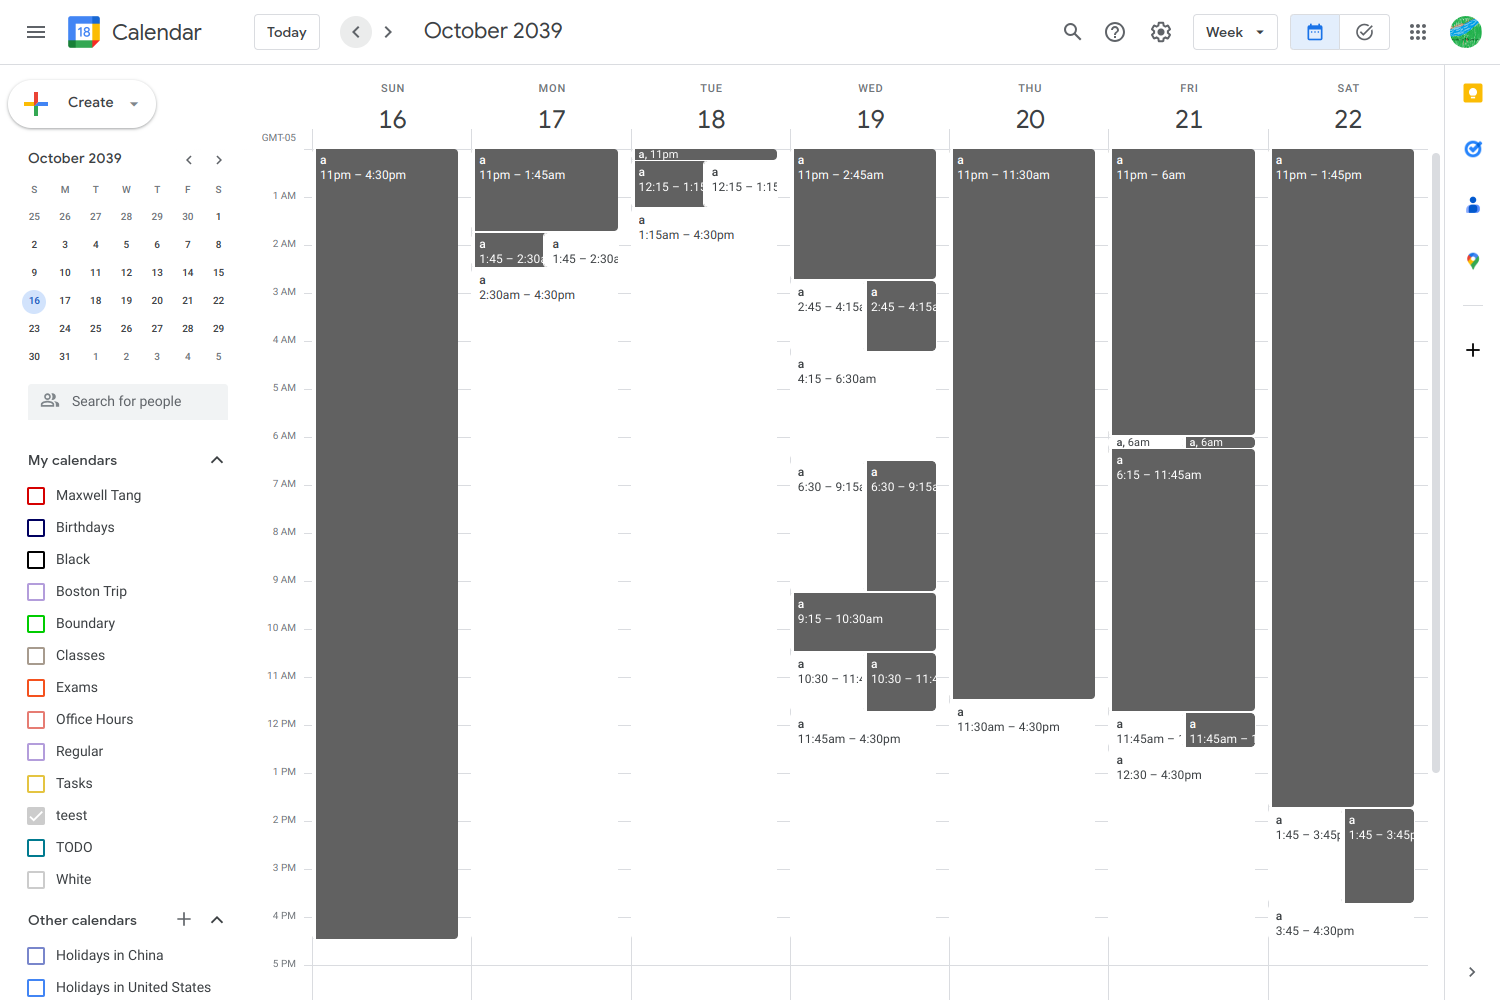 18 Calendar Today October 2039 Week
Create
October 2039
S M T W T F S
25 26 27 28 29 30 1
2 3 4 5 6 7 8
9 10 11 12 13 14 15
16 17 18 19 20 21 22
23 24 25 26 27 28 29
30 31 1 2 3 4 5
Search for people
My calendars
Maxwell Tang
Birthdays
Black
Boston Trip
Boundary
Classes
Exams
Office Hours
Regular
Tasks
teest
TODO
White
Other calendars
Holidays in China
Holidays in United States
SUN MON TUE WED THU FRI SAT
16 17 18 19 20 21 22
GMT-05
1 AM
2 AM
3 AM
4 AM
5 AM
6 AM
7 AM
8 AM
9 AM
10 AM
11 AM
12 PM
1 PM
2 PM
3 PM
4 PM
5 PM
a
11pm – 4:30pm
a
11pm – 1:45am
a
1:45 – 2:30a
a
1:45 – 2:30a
a
2:30am – 4:30pm
a, 11pm
a
12:15 – 1:15
a
12:15 – 1:15
a
1:15am – 4:30pm
a
11pm – 2:45am
a
2:45 – 4:15a
a
2:45 – 4:15a
a
4:15 – 6:30am
a
6:30 – 9:15a
a
6:30 – 9:15a
a
9:15 – 10:30am
a
10:30 – 11:4
a
10:30 – 11:4
a
11:45am – 4:30pm
a
11pm – 11:30am
a
11:30am – 4:30pm
a
11pm – 6am
a, 6am
a, 6am
a
6:15 – 11:45am
a
11:45am –
a
11:45am – 1
a
12:30 – 4:30pm
a
11pm – 1:45pm
a
1:45 – 3:45p
a
1:45 – 3:45p
a
3:45 – 4:30pm